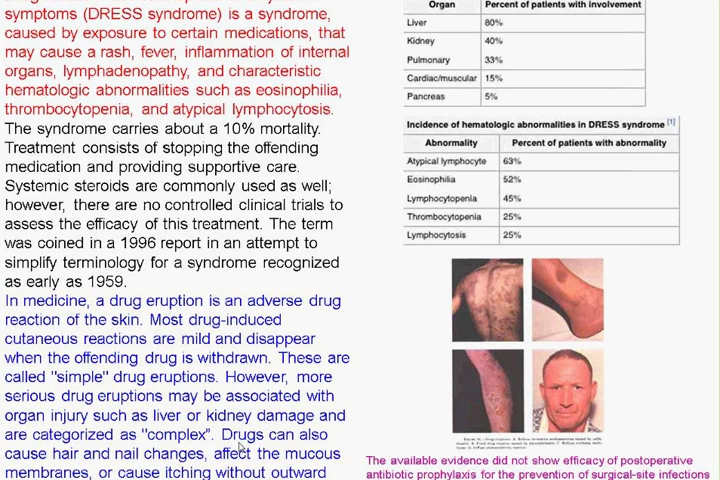 symptoms (DRESS syndrome) is a syndrome,
caused by exposure to certain medications, that
may cause a rash, fever, inflammation of internal
organs, lymphadenopathy, and characteristic
hematologic abnormalities such as eosinophilia,
thrombocytopenia, and atypical lymphocytosis.
The syndrome carries about a 10% mortality.
Treatment consists of stopping the offending
medication and providing supportive care.
Systemic steroids are commonly used as well;
however, there are no controlled clinical trials to
assess the efficacy of this treatment. The term
was coined in a 1996 report in an attempt to
simplify terminology for a syndrome recognized
as early as 1959.
In medicine, a drug eruption is an adverse drug
reaction of the skin. Most drug-induced
cutaneous reactions are mild and disappear
when the offending drug is withdrawn. These are
called "simple" drug eruptions. However, more
serious drug eruptions may be associated with
organ injury such as liver or kidney damage and
are categorized as "complex". Drugs can also
cause hair and nail changes, affect the mucous
membranes, or cause itching without outward
Organ Percent of patients with involvement
Liver 80%
Kidney 40%
Pulmonary 33%
Cardiac/muscular 15%
Pancreas 5%
Incidence of hematologic abnormalities in DRESS syndrome [1]
Abnormality Percent of patients with abnormality
Atypical lymphocyte 63%
Eosinophilia 52%
Lymphocytopenia 45%
Thrombocytopenia 25%
Lymphocytosis 25%
The available evidence did not show efficacy of postoperative
antibiotic prophylaxis for the prevention of surgical-site infections